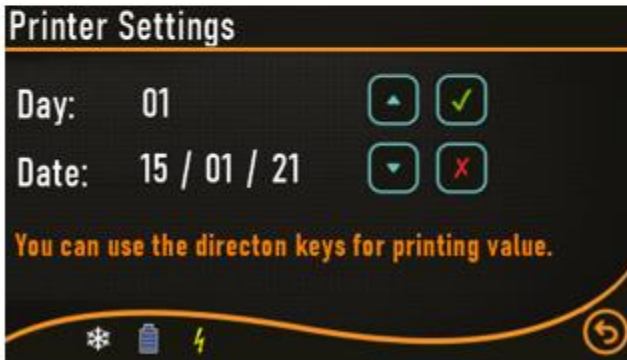 Printer Settings
Day: 01
Date: 15 / 01 / 21
You can use the directon keys for printing value.